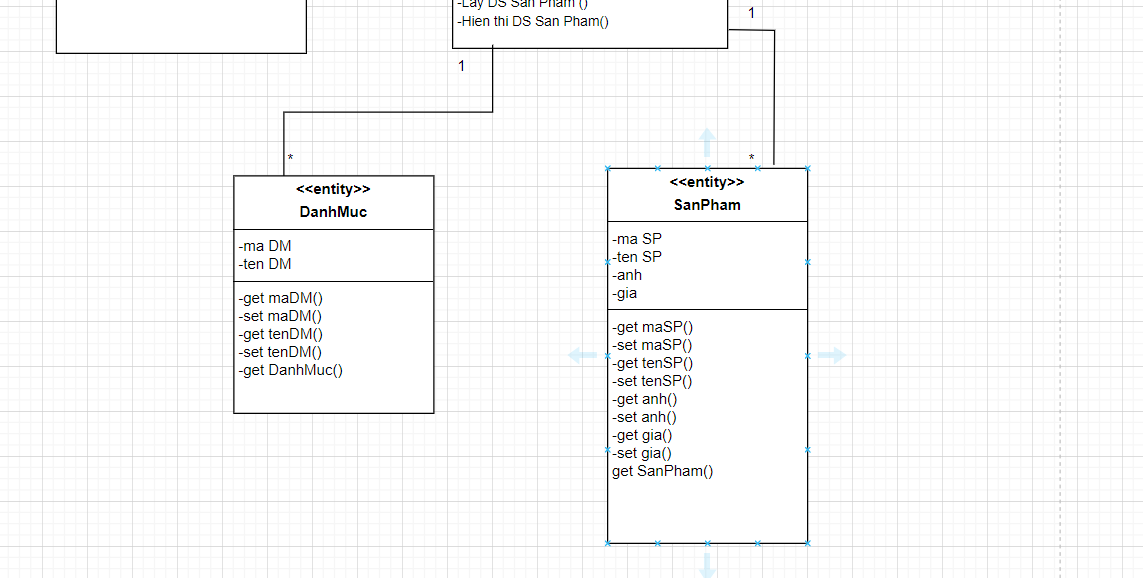 -Lay DS San Pham ()
-Hien thi DS San Pham()
1
1
*
*
<<entity>>
DanhMuc
-ma DM
-ten DM
-get maDM()
-set maDM()
-get tenDM()
-set tenDM()
-get DanhMuc()
<<entity>>
SanPham
-ma SP
-ten SP
-anh
-gia
-get maSP()
-set maSP()
-get tenSP()
-set tenSP()
-get anh()
-set anh()
-get gia()
-set gia()
get SanPham()